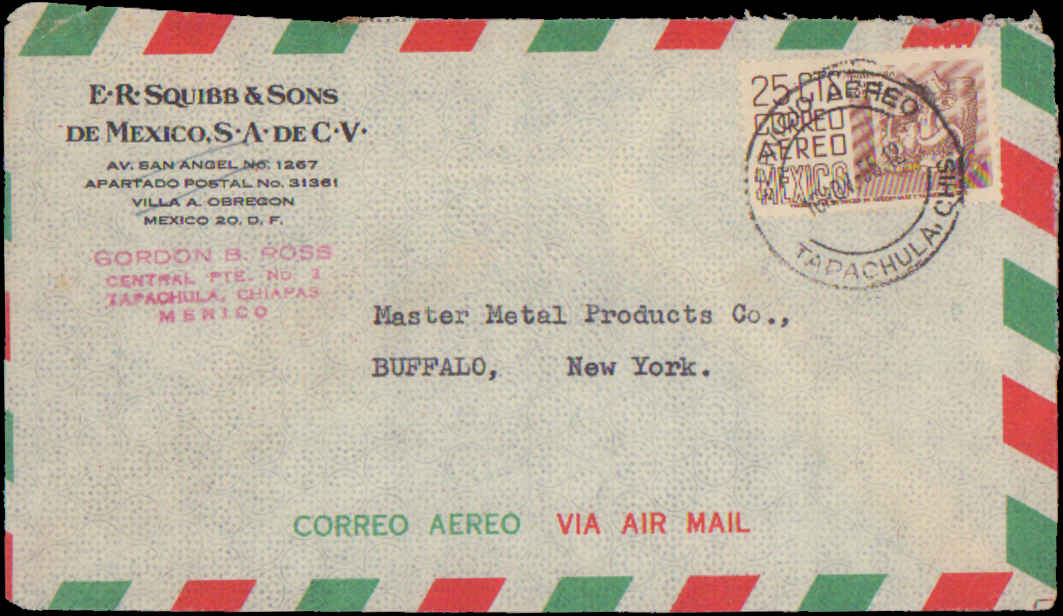 E·R·SQUIBB & SONS
DE MEXICO, S·A·DE C·V·
AV. SAN ANGEL No. 1267
APARTADO POSTAL No. 31361
VILLA A. OBREGON
MEXICO 20, D. F.
GORDON B. ROSS
CENTRAL PTE. No. 1
TAPACHULA, CHIAPAS
MEXICO
25 CTS
CORREO
AEREO
MEXICO
AEREO
TAPACHULA, CHIS
Master Metal Products Co.,
BUFFALO, New York.
CORREO AEREO VIA AIR MAIL